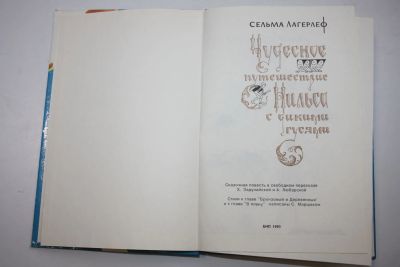 СЕЛЬМА ЛАГЕРЛЕФ
Чудесное
путешествие
Нильса
с дикими
гусями
Сказочная повесть в свободном пересказе
З. Задунайской и А. Любарской
Стихи к главе "Бронзовый и Деревянный"
и к главе "В плену" написаны С. Маршаком